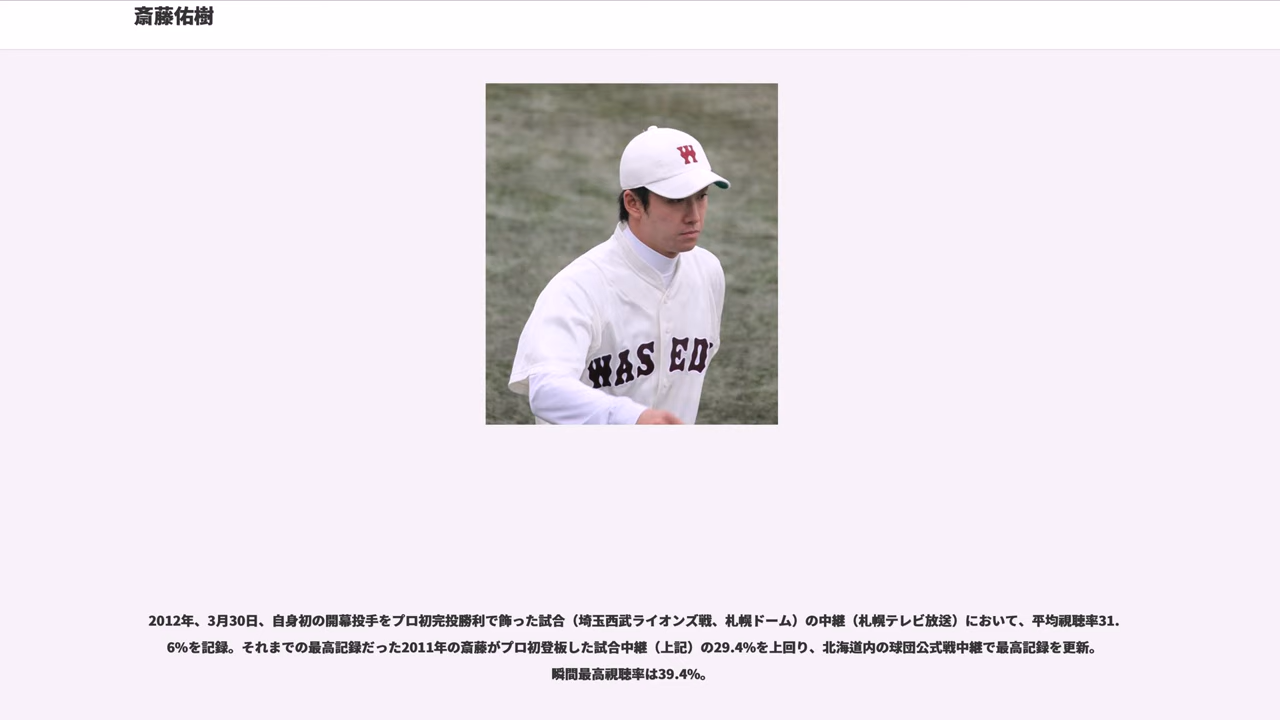 斎藤佑樹
W
WASED
2012年、3月30日、自身初の開幕投手をプロ初完投勝利で飾った試合（埼玉西武ライオンズ戦、札幌ドーム）の中継（札幌テレビ放送）において、平均視聴率31.
6%を記録。それまでの最高記録だった2011年の斎藤がプロ初登板した試合中継（上記）の29.4%を上回り、北海道内の球団公式戦中継で最高記録を更新。
瞬間最高視聴率は39.4%。